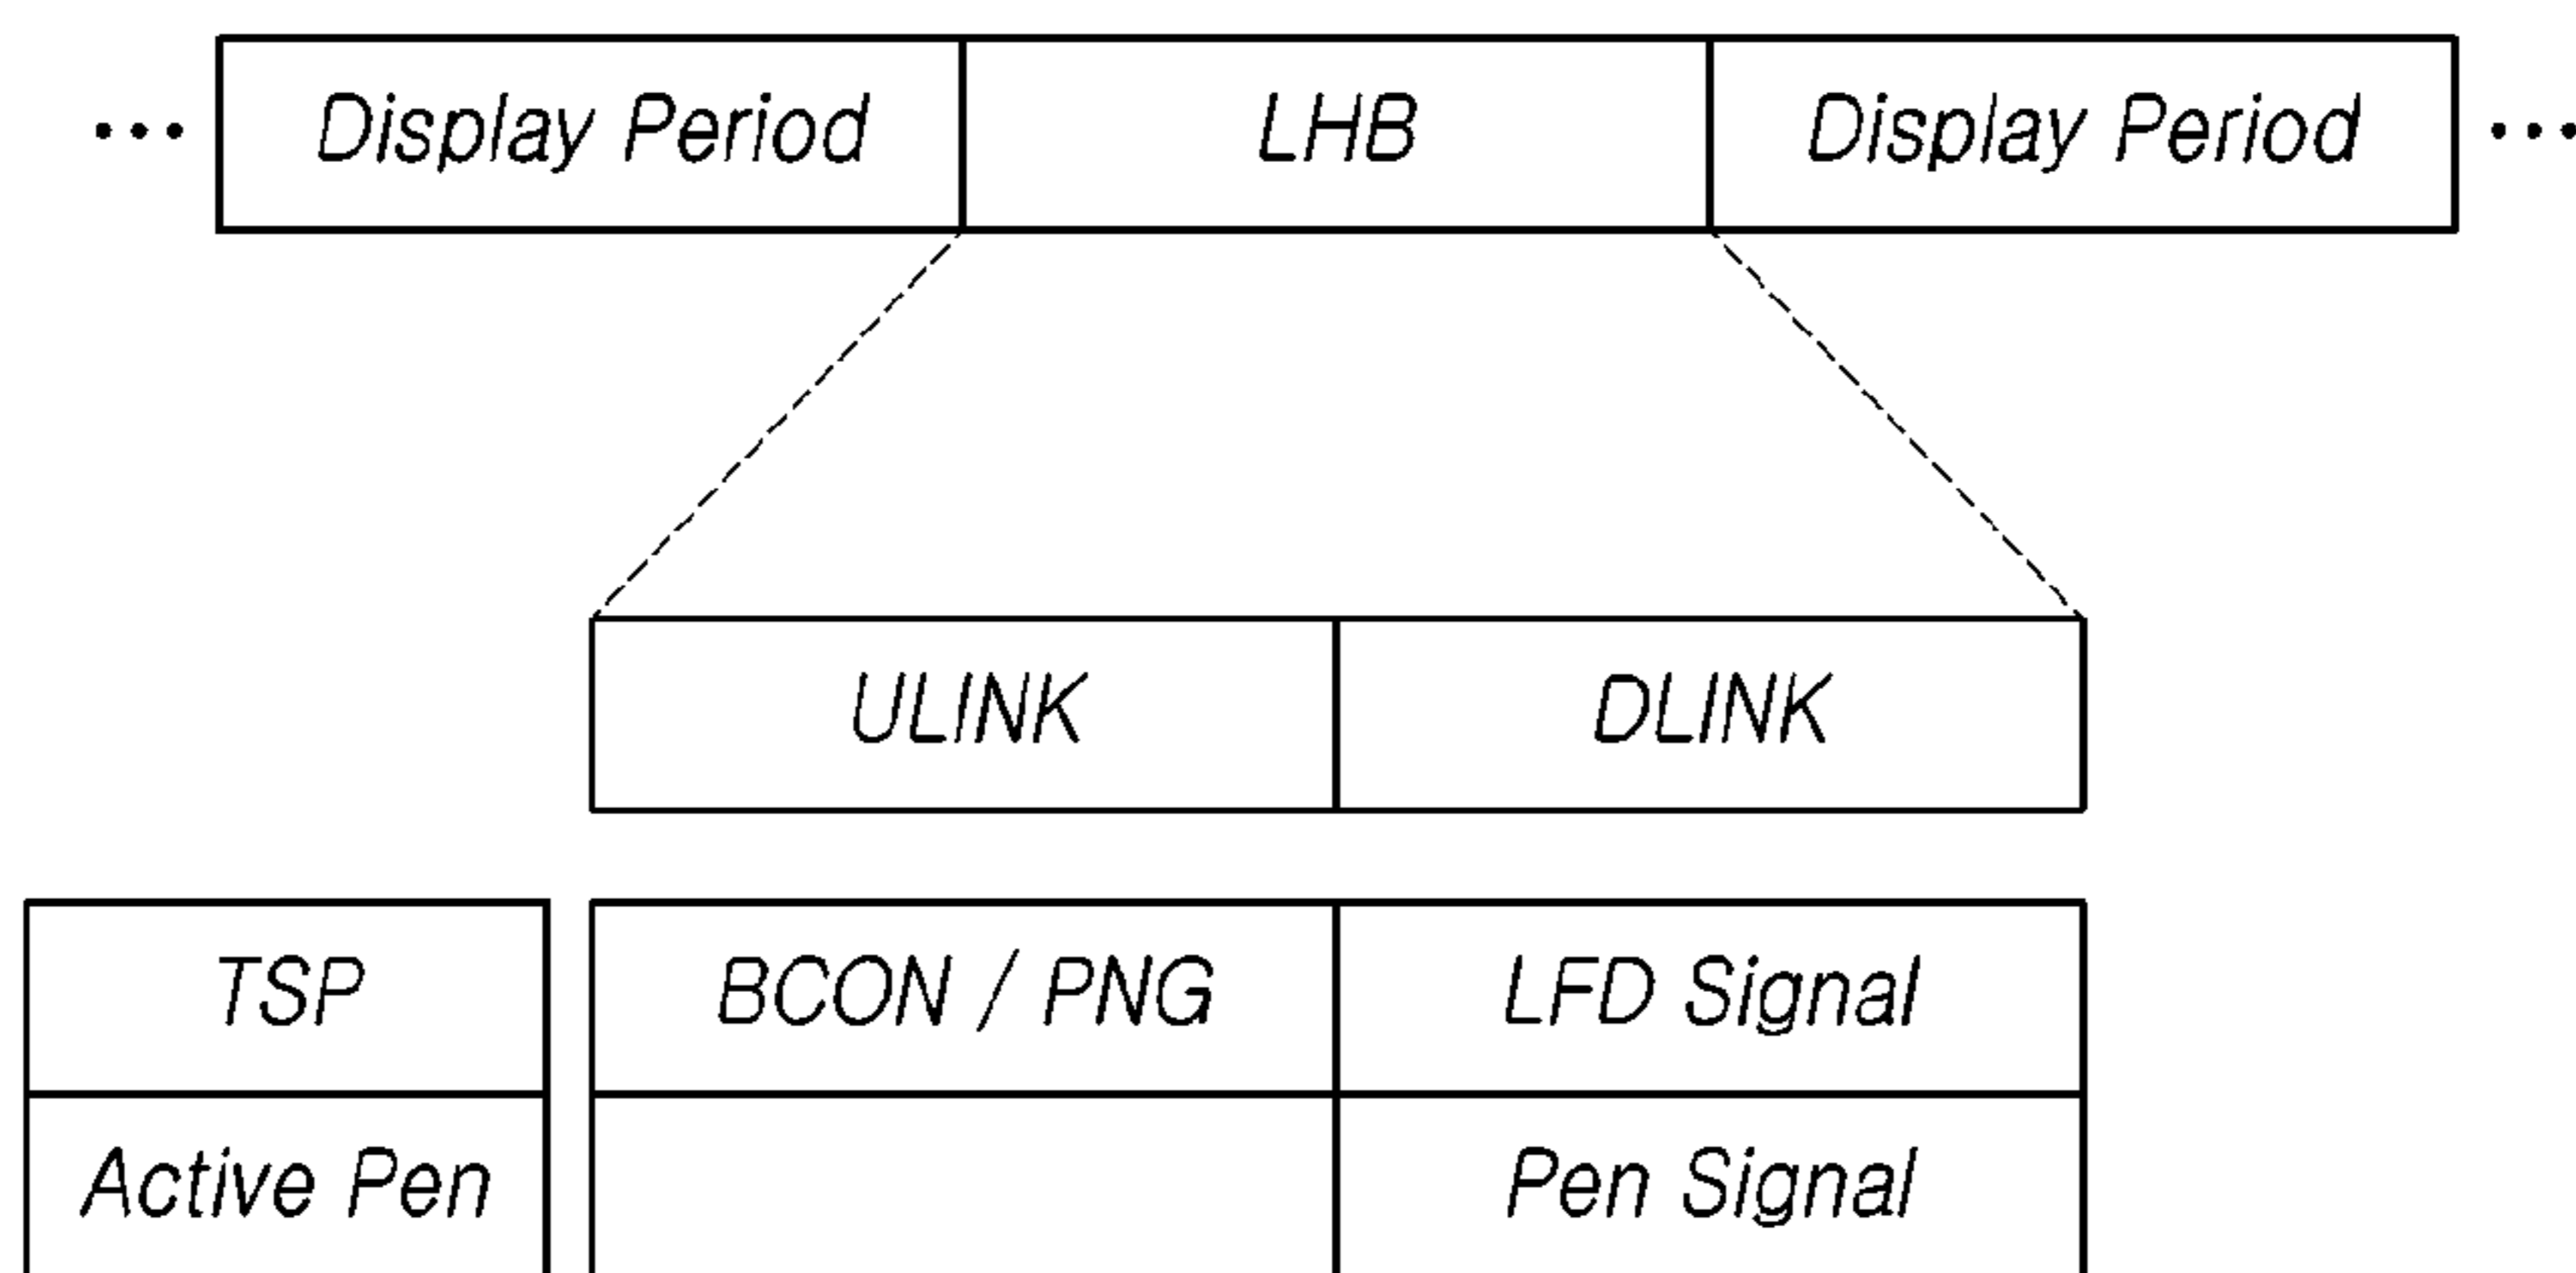 ... Display Period LHB Display Period ...
ULINK DLINK
TSP BCON / PNG LFD Signal
Active Pen Pen Signal